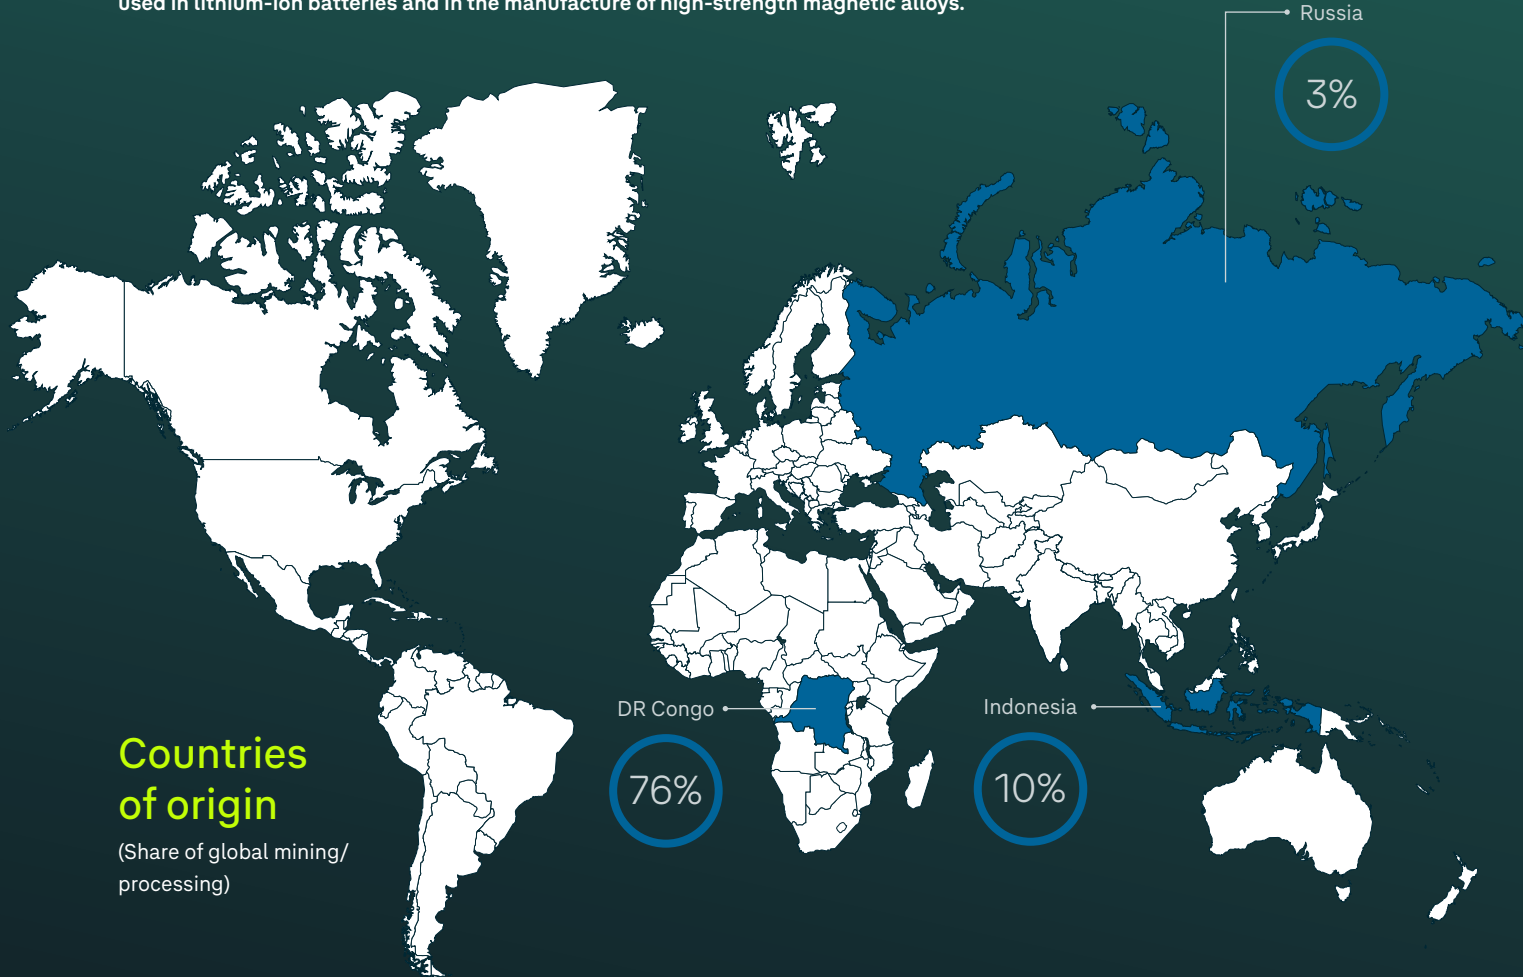 used in lithium-ion batteries and in the manufacture of high-strength magnetic alloys.
Russia
3%
DR Congo
76%
Indonesia
10%
Countries
of origin
(Share of global mining/
processing)